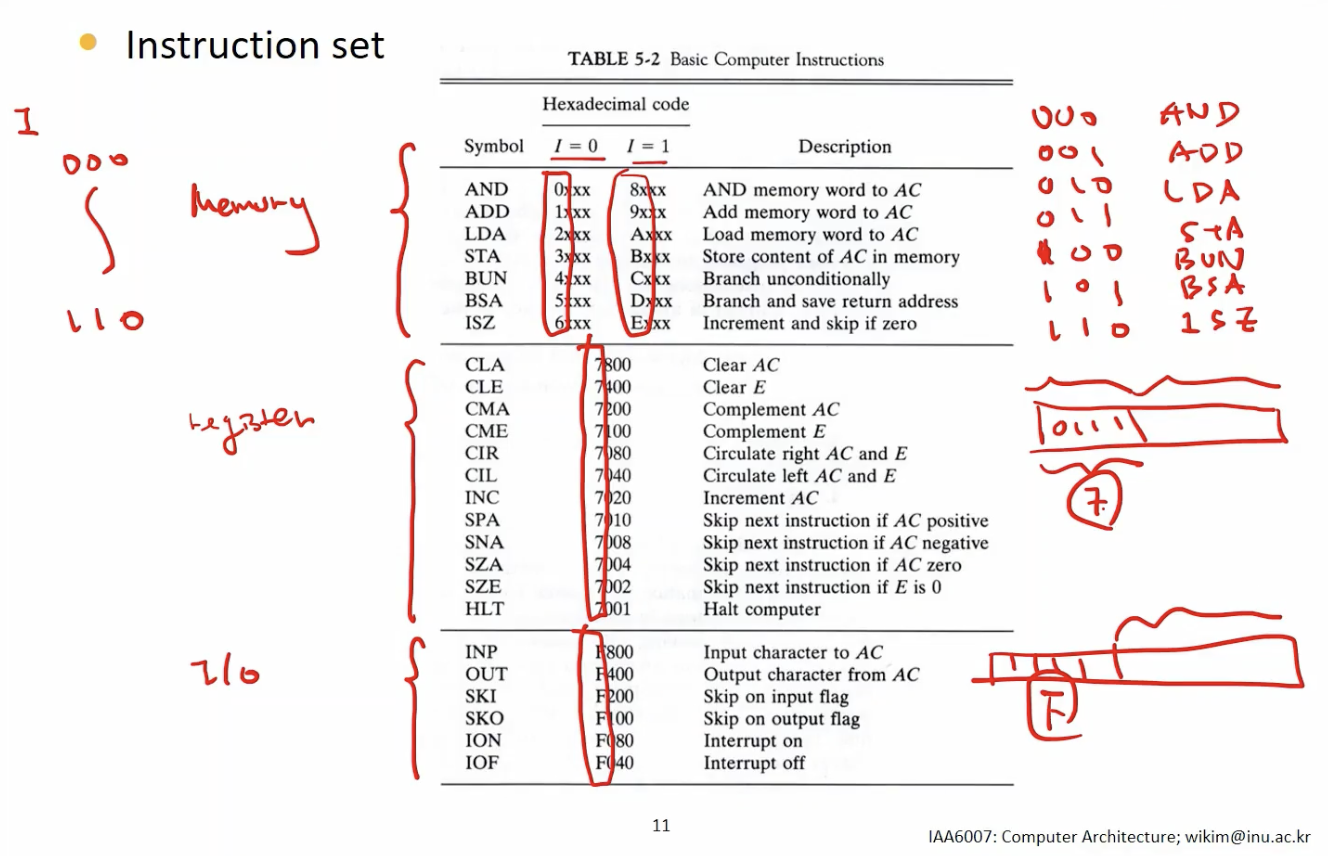 • Instruction set
TABLE 5-2 Basic Computer Instructions
Hexadecimal code
Symbol I = 0 I = 1 Description
AND 0xxx 8xxx AND memory word to AC
ADD 1xxx 9xxx Add memory word to AC
LDA 2xxx Axxx Load memory word to AC
STA 3xxx Bxxx Store content of AC in memory
BUN 4xxx Cxxx Branch unconditionally
BSA 5xxx Dxxx Branch and save return address
ISZ 6xxx Exxx Increment and skip if zero
CLA 7800 Clear AC
CLE 7400 Clear E
CMA 7200 Complement AC
CME 7100 Complement E
CIR 7080 Circulate right AC and E
CIL 7040 Circulate left AC and E
INC 7020 Increment AC
SPA 7010 Skip next instruction if AC positive
SNA 7008 Skip next instruction if AC negative
SZA 7004 Skip next instruction if AC zero
SZE 7002 Skip next instruction if E is 0
HLT 7001 Halt computer
INP F800 Input character to AC
OUT F400 Output character from AC
SKI F200 Skip on input flag
SKO F100 Skip on output flag
ION F080 Interrupt on
IOF F040 Interrupt off
I
000
110
Memory
register
I/O
000 AND
001 ADD
010 LDA
011 STA
100 BUN
101 BSA
110 ISZ
0111
7
1111
F
11
IAA6007: Computer Architecture; wikim@inu.ac.kr